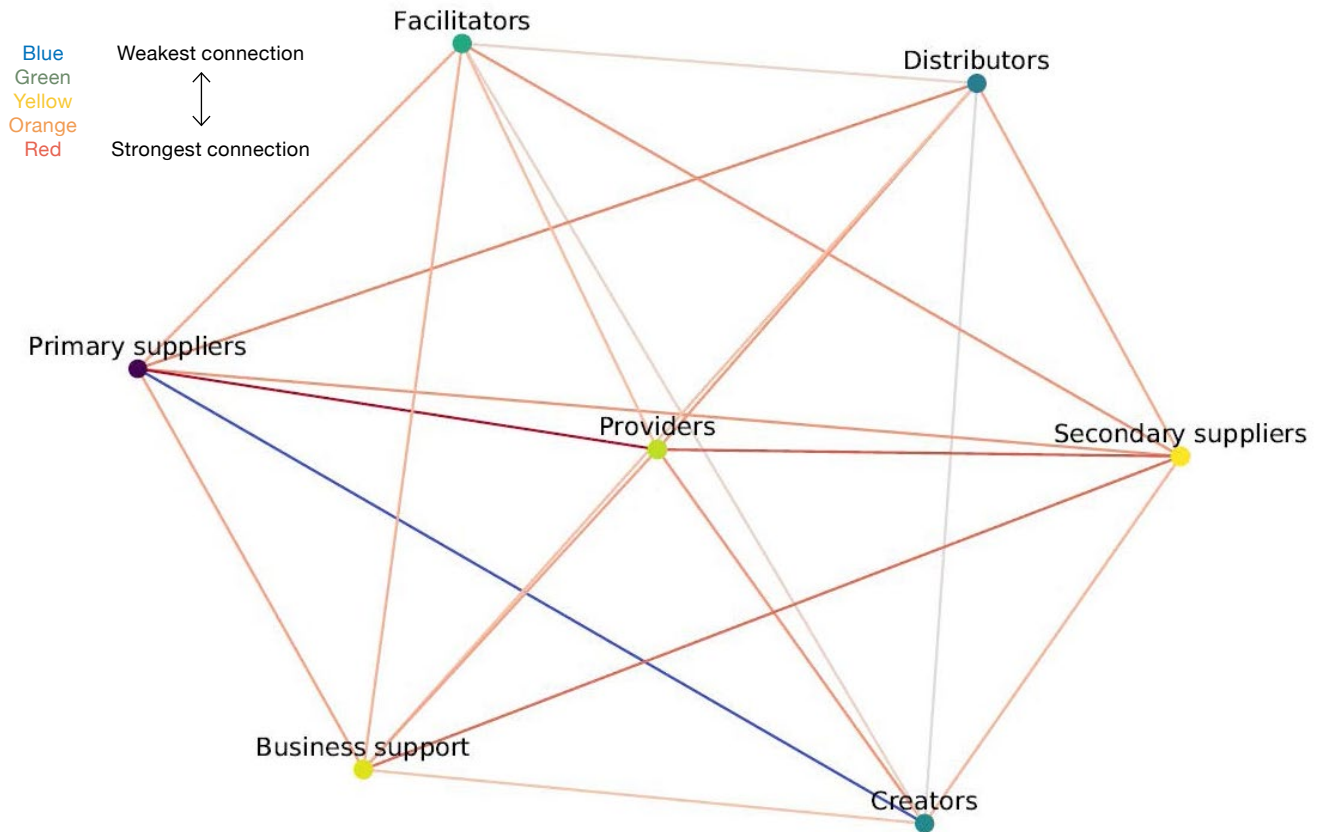 Facilitators
Distributors
Blue
Green
Yellow
Orange
Red
Weakest connection
Strongest connection
Primary suppliers
Providers
Secondary suppliers
Business support
Creators